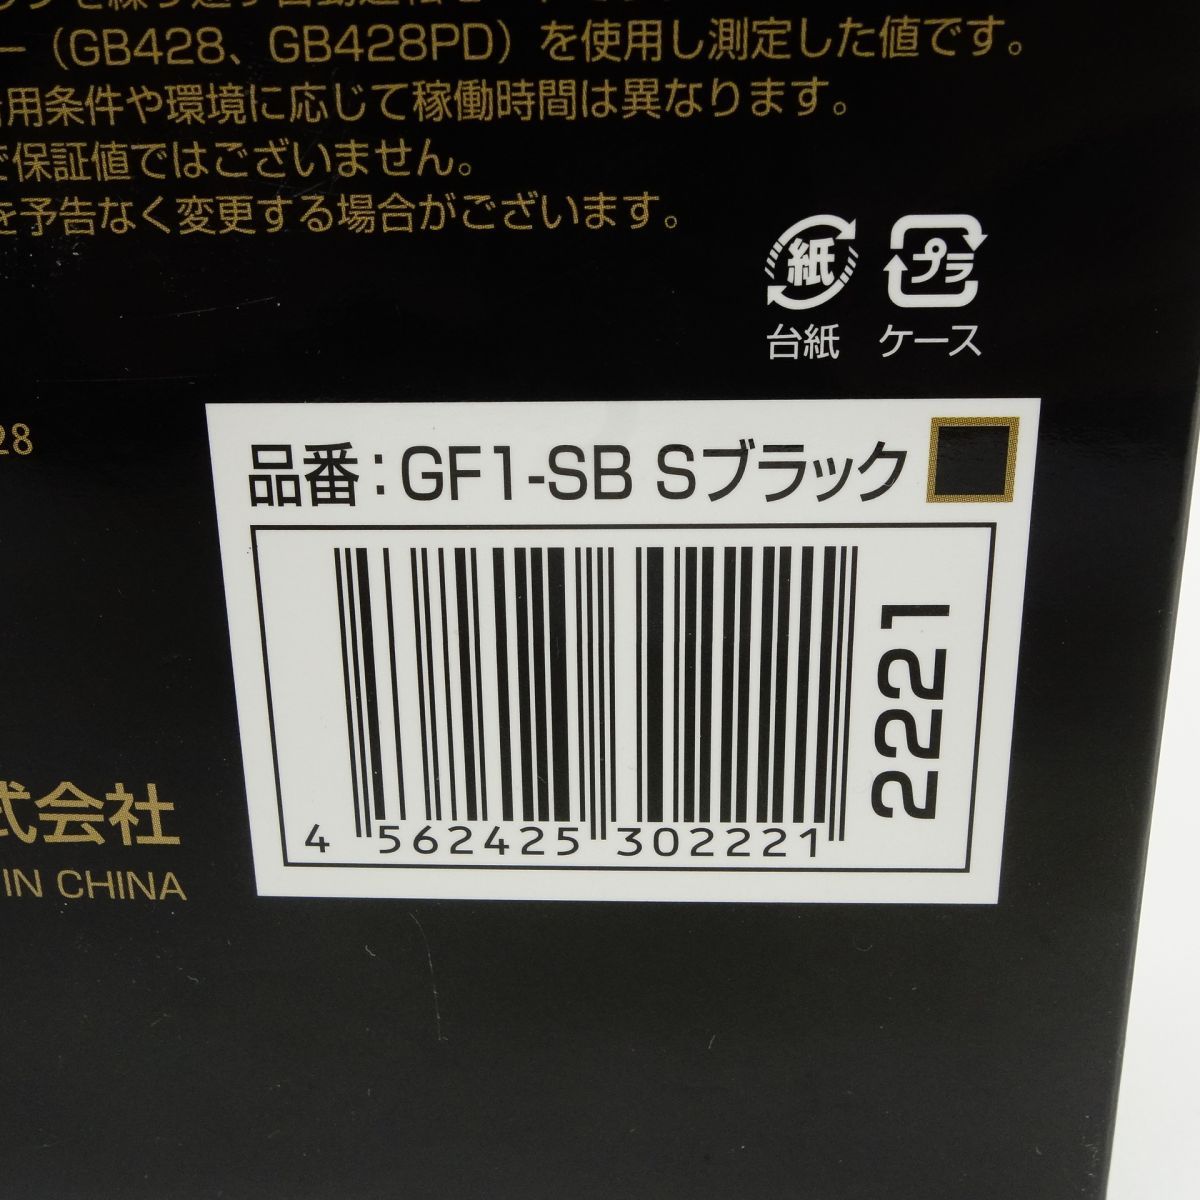 ー（GB428、GB428PD）を使用し測定した値です。
用条件や環境に応じて稼働時間は異なります。
で保証値ではございません。
を予告なく変更する場合がございます。
紙
プラ
台紙
ケース
28
品番：GF1-SB Sブラック
2221
4 562425 302221
式会社
IN CHINA